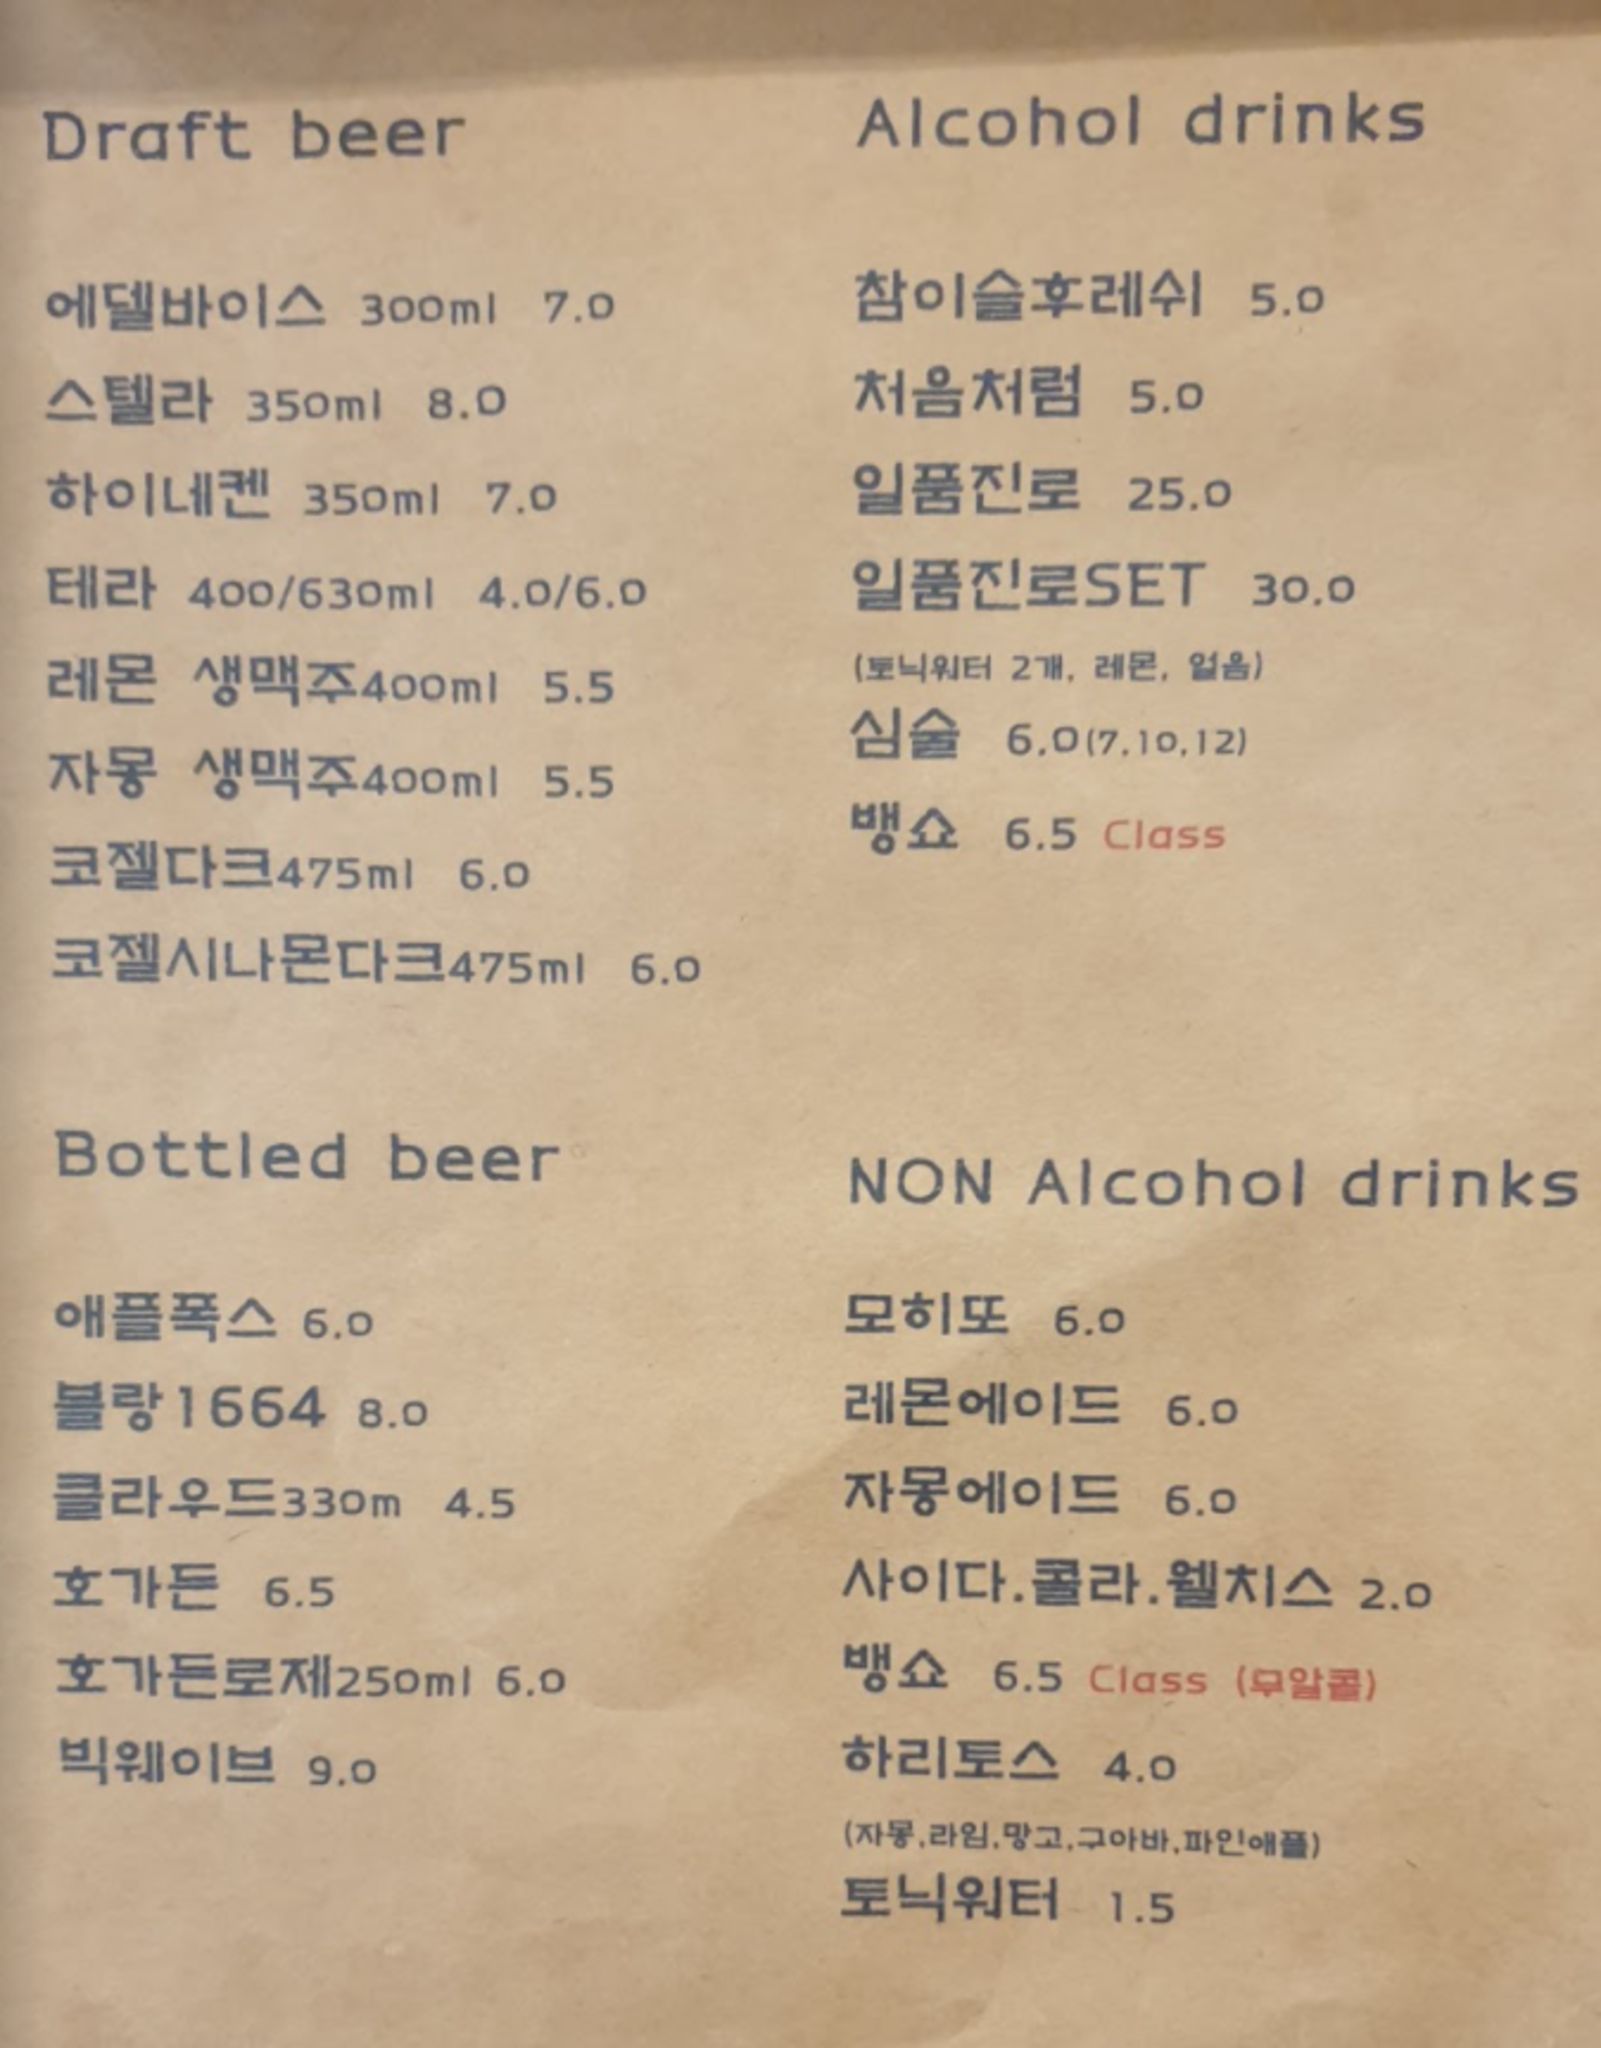 Draft beer
에델바이스 300ml 7.0
스텔라 350ml 8.0
하이네켄 350ml 7.0
테라 400/630ml 4.0/6.0
레몬 생맥주400ml 5.5
자몽 생맥주400ml 5.5
코젤다크475ml 6.0
코젤시나몬다크475ml 6.0
Bottled beer
애플폭스 6.0
블랑1664 8.0
클라우드330m 4.5
호가든 6.5
호가든로제250ml 6.0
빅웨이브 9.0
Alcohol drinks
참이슬후레쉬 5.0
처음처럼 5.0
일품진로 25.0
일품진로SET 30.0
(토닉워터 2개, 레몬, 얼음)
심술 6.0(7.10.12)
뱅쇼 6.5 Class
NON Alcohol drinks
모히또 6.0
레몬에이드 6.0
자몽에이드 6.0
사이다.콜라.웰치스 2.0
뱅쇼 6.5 Class (무알콜)
하리토스 4.0
(자몽.라임.망고.구아바.파인애플)
토닉워터 1.5